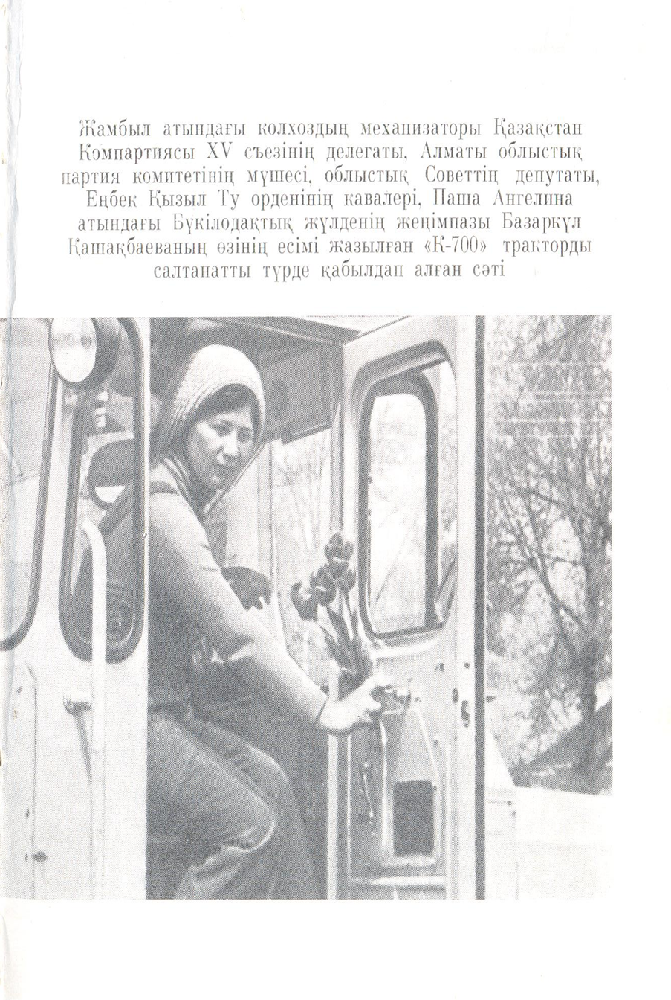 Жамбыл атындағы колхоздың механизаторы Қазақстан
Компартиясы XV съезінің делегаты, Алматы облыстық
партия комитетінің мүшесі, облыстық Советтің депутаты,
Еңбек Қызыл Ту орденінің кавалері, Паша Ангелина
атындағы Бүкілодақтық жүлденің жеңімпазы Базаркүл
Қашақбаеваның өзінің есімі жазылған «К-700» тракторды
салтанатты түрде қабылдап алған сәті